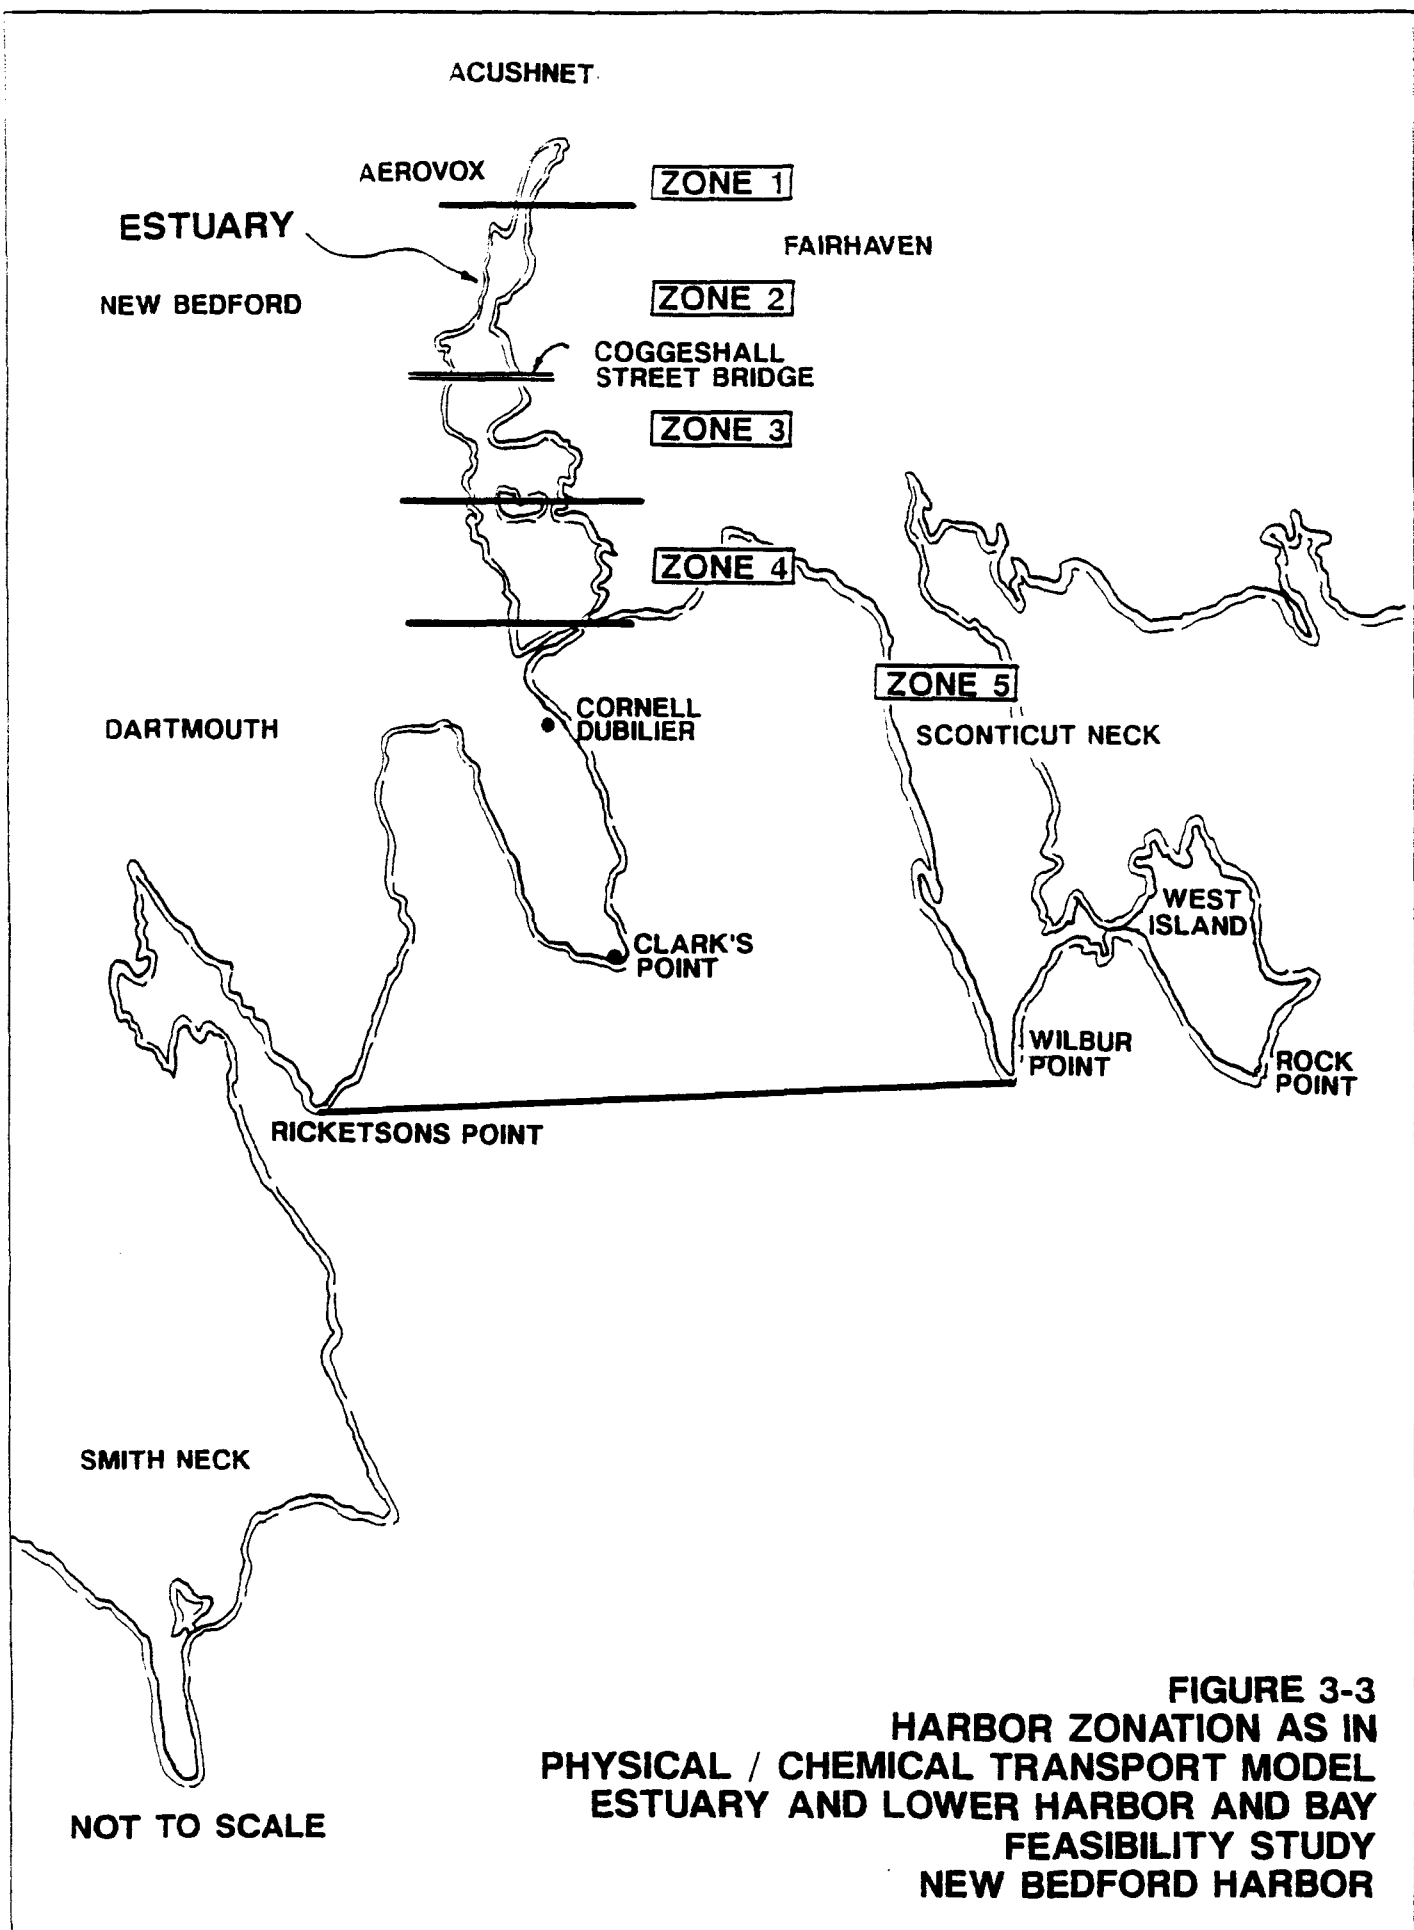 ACUSHNET
AEROVOX
ZONE 1
ESTUARY
FAIRHAVEN
NEW BEDFORD
ZONE 2
COGGESHALL
STREET BRIDGE
ZONE 3
ZONE 4
ZONE 5
CORNELL
DUBILIER
DARTMOUTH
SCONTICUT NECK
WEST
ISLAND
CLARK'S
POINT
WILBUR
POINT
ROCK
POINT
RICKETSONS POINT
SMITH NECK
FIGURE 3-3
HARBOR ZONATION AS IN
PHYSICAL / CHEMICAL TRANSPORT MODEL
ESTUARY AND LOWER HARBOR AND BAY
FEASIBILITY STUDY
NEW BEDFORD HARBOR
NOT TO SCALE